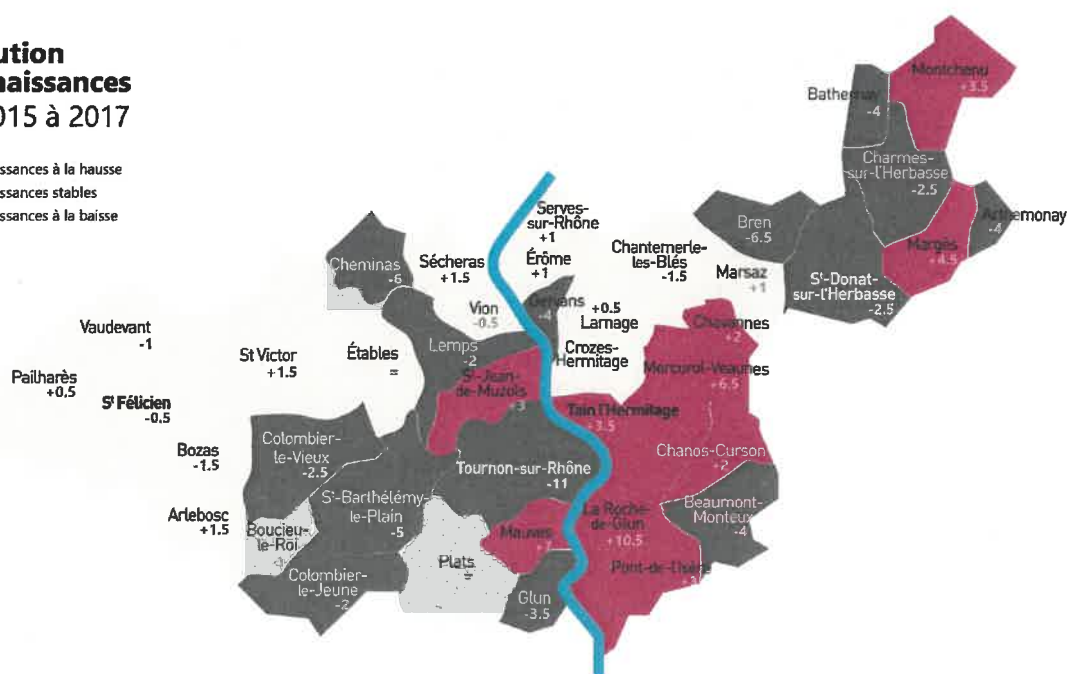 ution
naissances
015 à 2017
ssances à la hausse
ssances stables
ssances à la baisse
Montchenu
+3.5
Bathernay
-4
Charmes-
sur-l'Herbasse
-2.5
Arthemonay
-4
Margès
+4.5
Bren
-6.5
St-Donat-
sur-l'Herbasse
-2.5
Serves-
sur-Rhône
+1
Érôme
+1
Chantemerle-
les-Blés
-1.5
Marsaz
+1
Cheminas
-6
Sécheras
+1.5
Vion
-0.5
Gervans
-4
+0.5
Larnage
Crozes-
Hermitage
Chavannes
+2
Mercurol-Veaunes
+6.5
Vaudevant
-1
St Victor
+1.5
Étables
=
Lemps
-2
St-Jean-
de-Muzols
+3
Pailharès
+0.5
St Félicien
-0.5
Tain l'Hermitage
+3.5
Chanos-Curson
+2
Bozas
-1.5
Colombier-
le-Vieux
-2.5
Tournon-sur-Rhône
-11
Arlebosc
+1.5
Boucieu-
le-Roi
St-Barthélémy-
le-Plain
-5
Mauves
La Roche-
de-Glun
+10.5
Beaumont-
Monteux
-4
Plats
=
Pont-de-l'Isère
Colombier-
le-Jeune
-2
Glun
-3.5